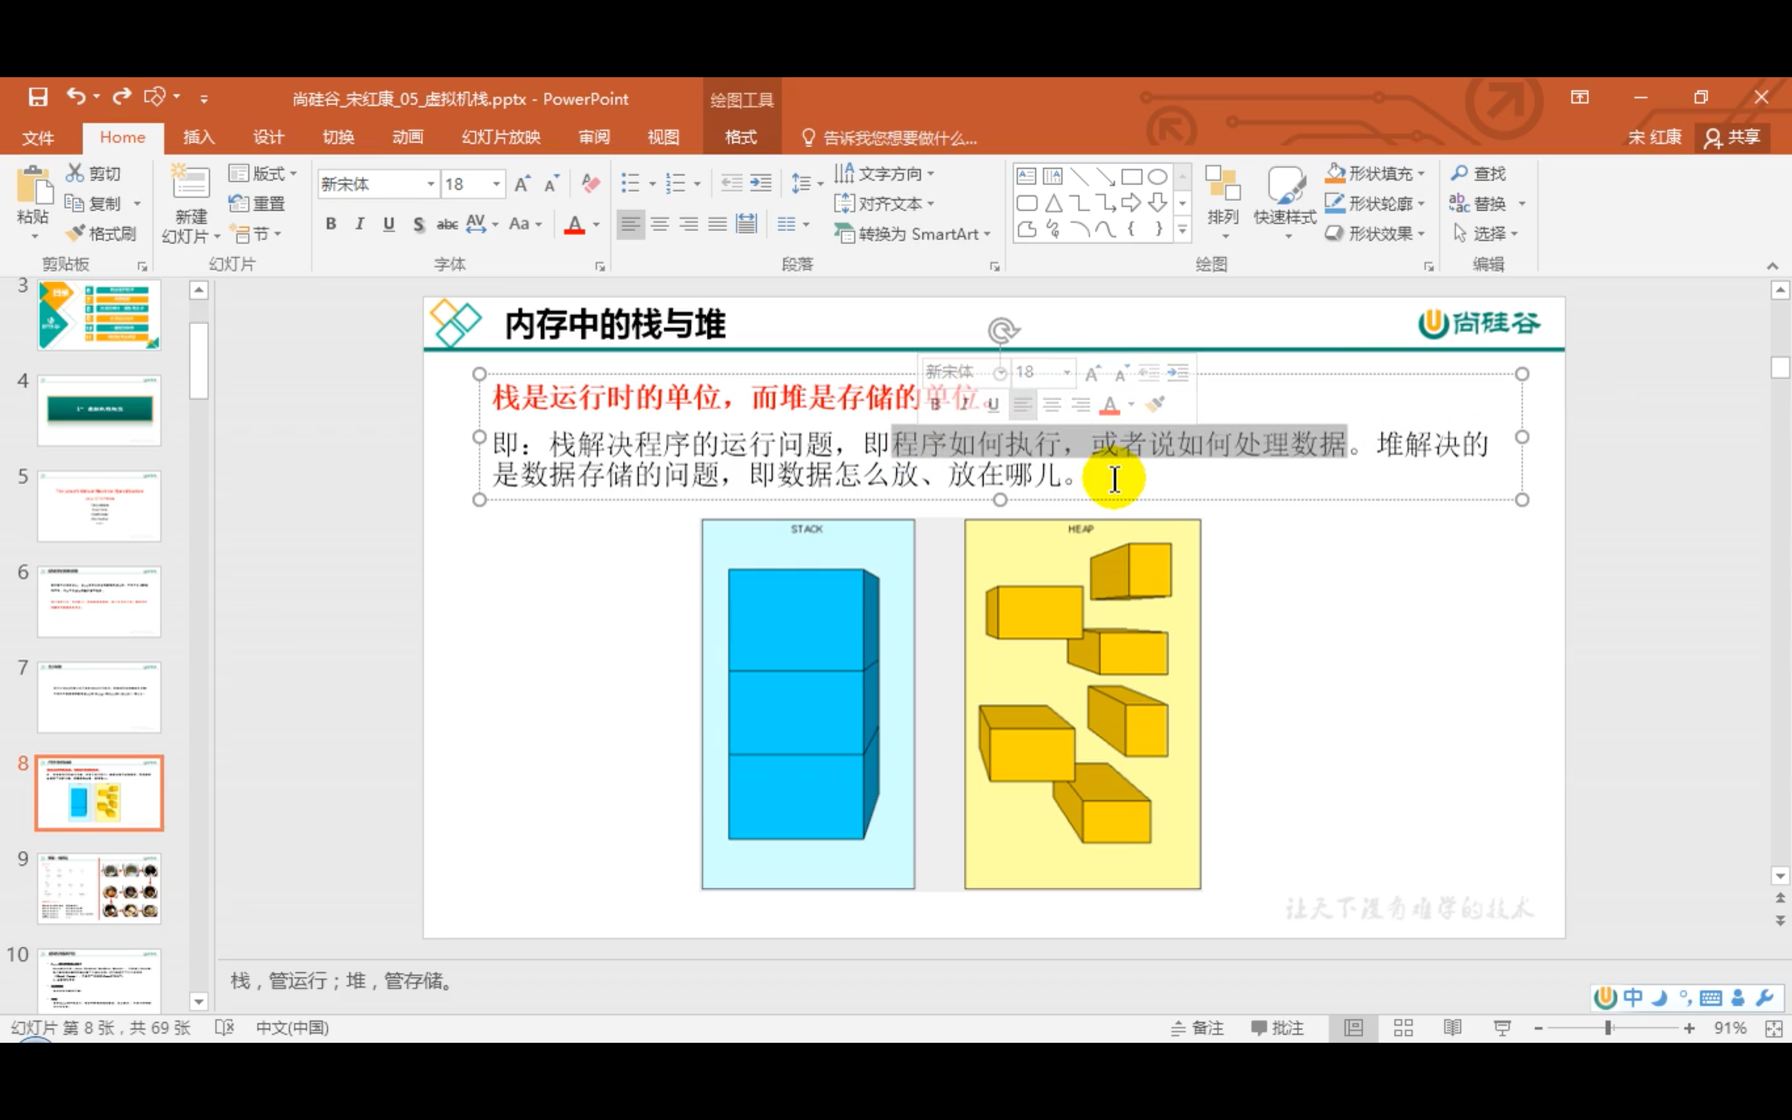 尚硅谷_宋红康_05_虚拟机栈.pptx - PowerPoint
绘图工具
文件
Home
插入
设计
切换
动画
幻灯片放映
审阅
视图
格式
告诉我您想要做什么...
宋 红康
共享
粘贴
剪切
复制
格式刷
剪贴板
新建
幻灯片
版式
重置
节
幻灯片
新宋体
18
B I U S abc AV Aa A
字体
文字方向
对齐文本
转换为 SmartArt
段落
排列
快速样式
形状填充
形状轮廓
形状效果
绘图
查找
替换
选择
编辑
3
4
5
6
7
8
9
10
内存中的栈与堆
尚硅谷
新宋体
18
B I U A
栈是运行时的单位，而堆是存储的单位。
即：栈解决程序的运行问题，即程序如何执行，或者说如何处理数据。堆解决的
是数据存储的问题，即数据怎么放、放在哪儿。
STACK
HEAP
让天下没有难学的技术
栈，管运行；堆，管存储。
中
幻灯片 第 8 张，共 69 张
中文(中国)
备注
批注
91%